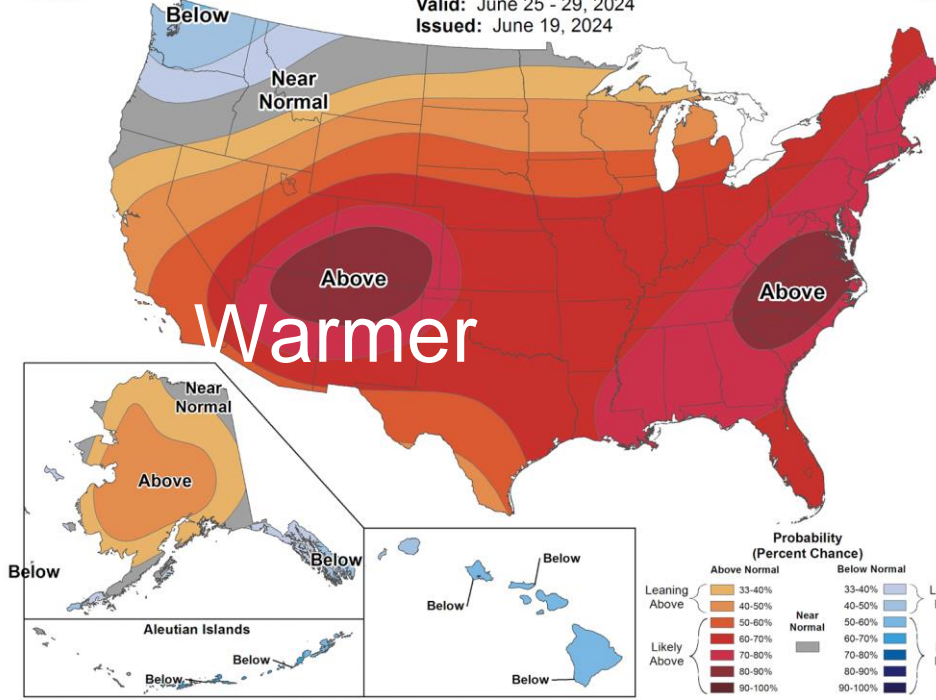 Valid: June 25 - 29, 2024
Issued: June 19, 2024
Below
Near
Normal
Above
Above
Warmer
Near
Normal
Above
Below
Below
Aleutian Islands
Below
Below
Below
Below
Below
Probability
(Percent Chance)
Above Normal
Below Normal
Leaning
Above
Likely
Above
33-40%
40-50%
50-60%
60-70%
70-80%
80-90%
90-100%
Near
Normal
33-40%
40-50%
50-60%
60-70%
70-80%
80-90%
90-100%